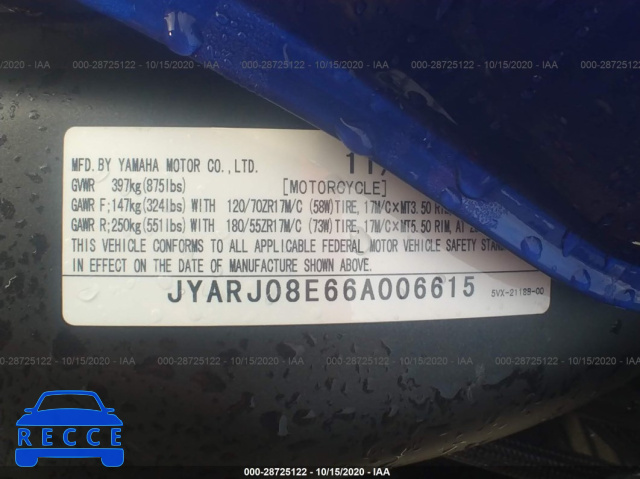 000-28725122 - 10/15/2020 - IAA
MFD.BY YAMAHA MOTOR CO.,LTD.
GVWR 397kg(875lbs) [MOTORCYCLE]
GAWR F;147kg(324lbs) WITH 120/70ZR17M/C (58W)TIRE, 17M/C×MT3.50
GAWR R;250kg(551lbs) WITH 180/55ZR17M/C (73W)TIRE, 17M/C×MT5.50 RIM, AT
THIS VEHICLE CONFORMS TO ALL APPLICABLE FEDERAL MOTOR VEHICLE SAFETY
IN EFFECT ON THE DATE OF MANUFACTURE SHOWN ABOVE.
JYARJ08E66A006615 5VX-2118B-00
RECCE
000-28725122 - 10/15/2020 - IAA